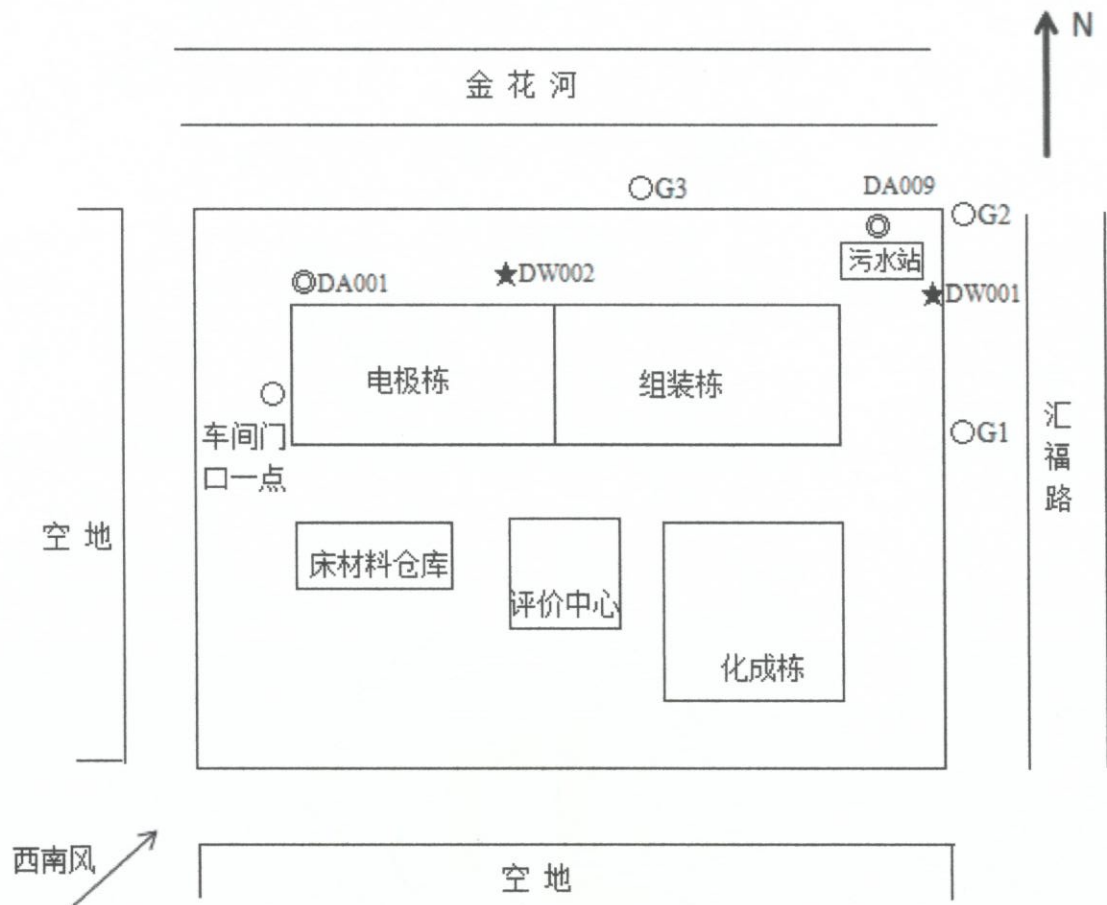 N
金花河
G3
DA009
G2
污水站
DA001
DW002
DW001
电极栋
组装栋
车间门
口一点
G1
汇福路
空地
床材料仓库
评价中心
化成栋
西南风
空地